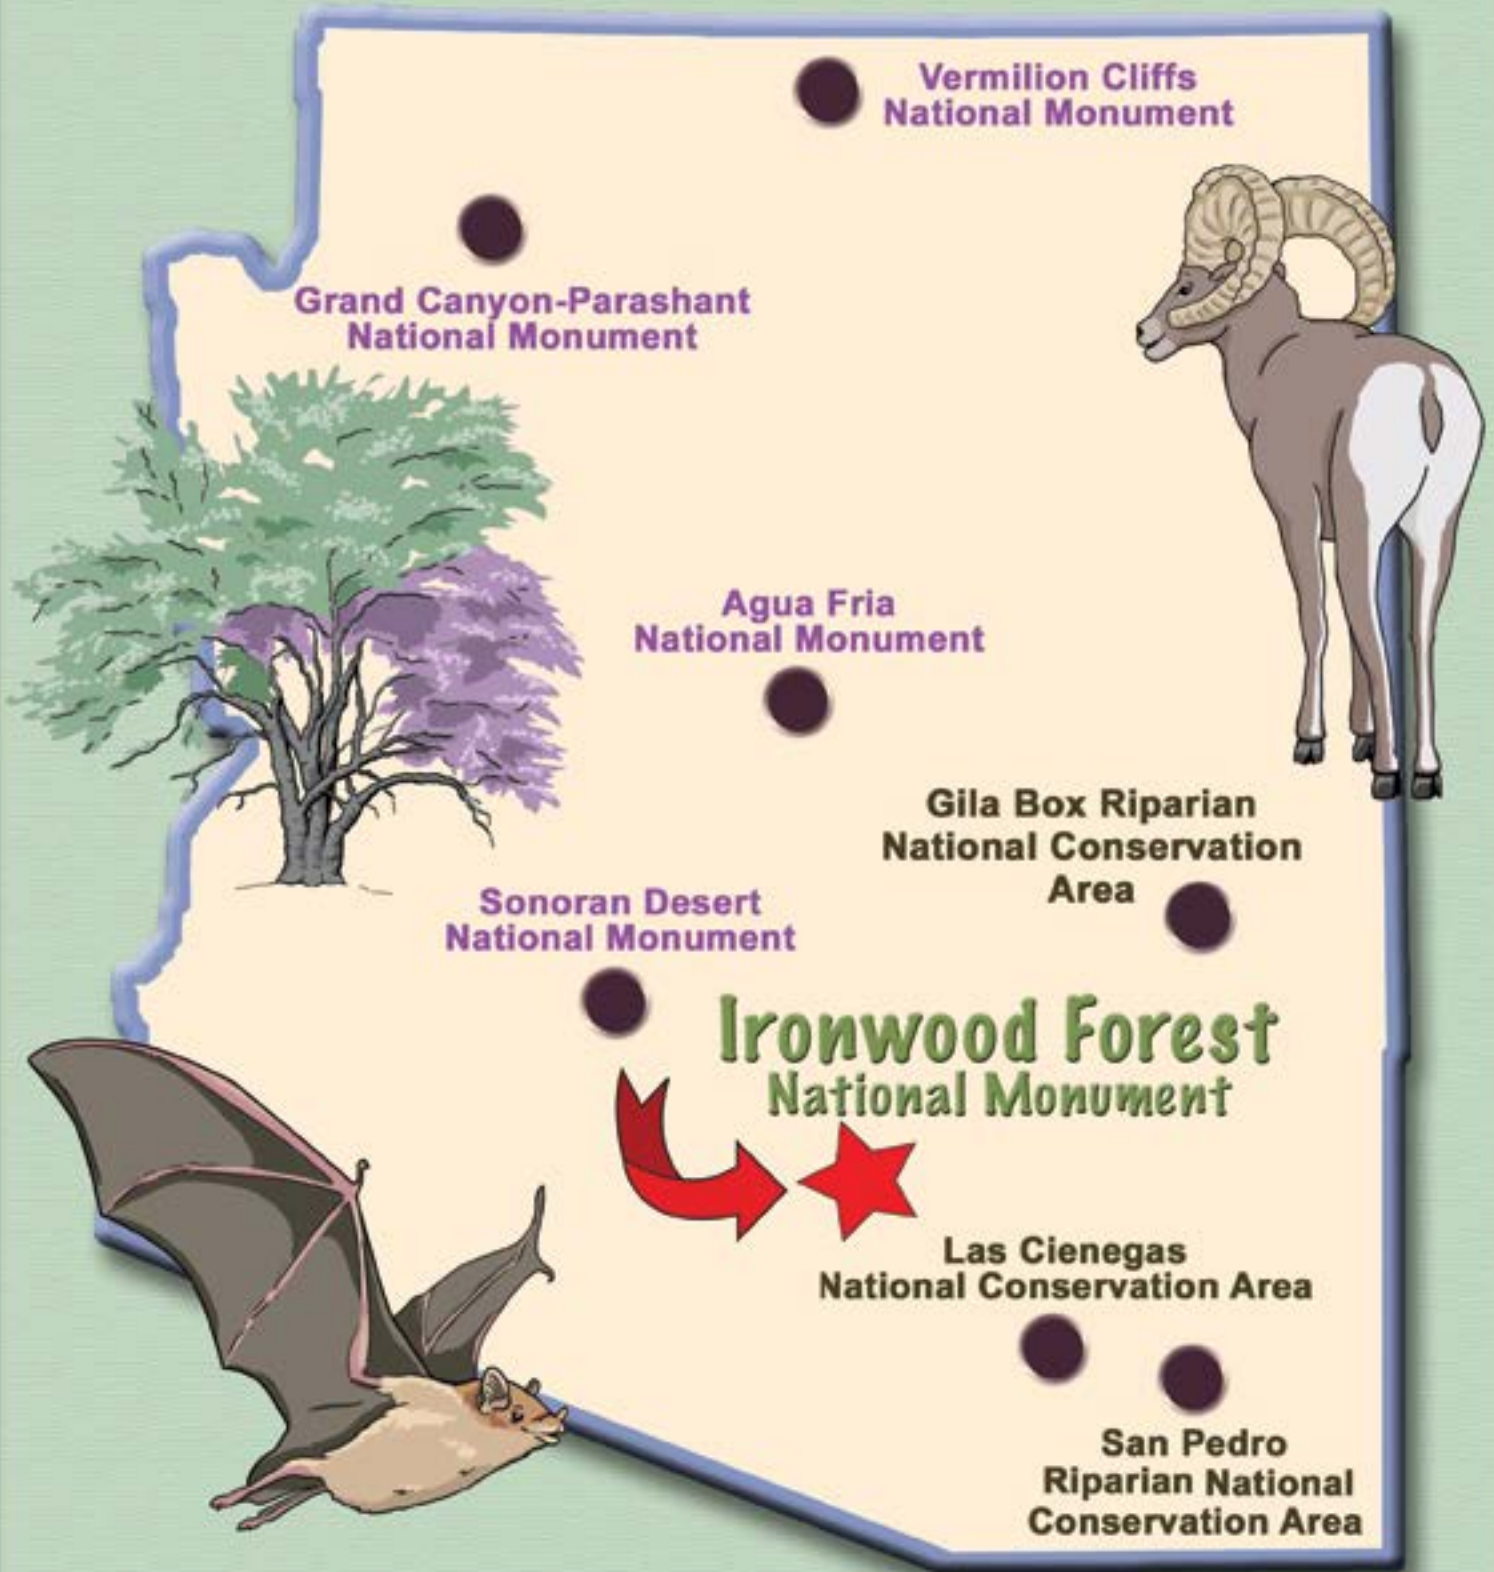 Vermilion Cliffs
National Monument
Grand Canyon-Parashant
National Monument
Agua Fria
National Monument
Gila Box Riparian
National Conservation
Area
Sonoran Desert
National Monument
Ironwood Forest
National Monument
Las Cienegas
National Conservation Area
San Pedro
Riparian National
Conservation Area